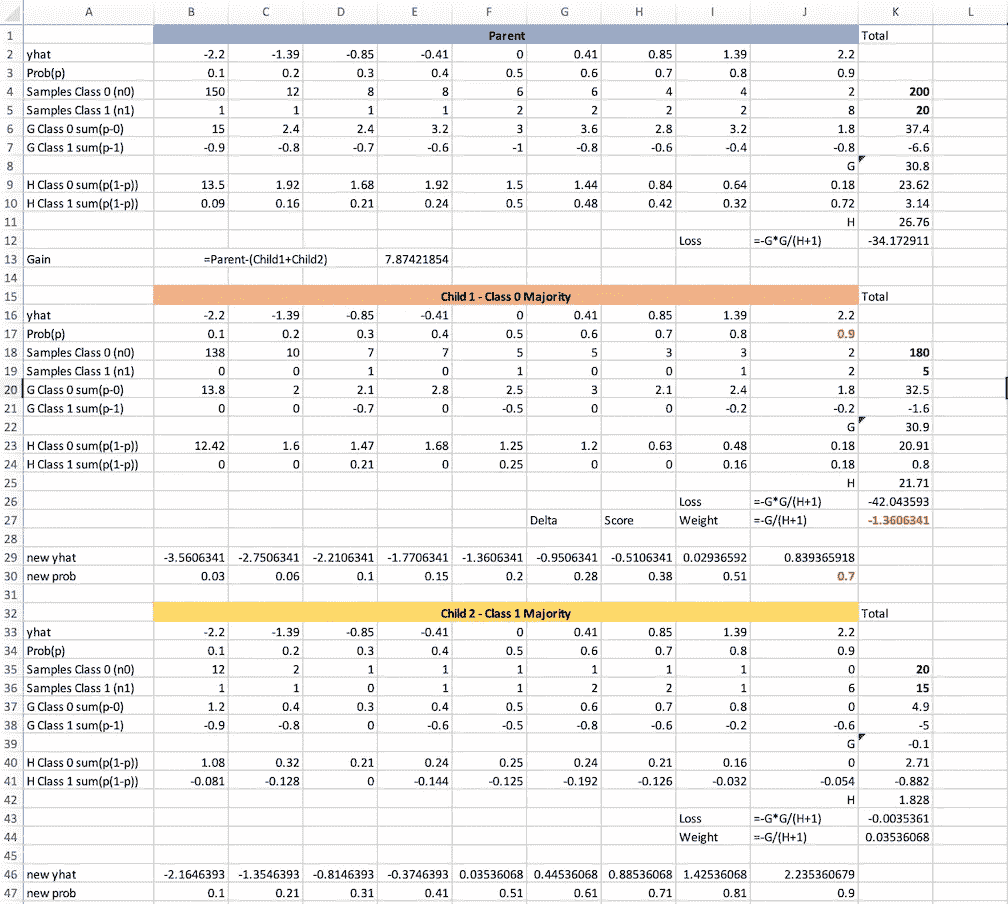 A B C D E F G H I J K L
1 Parent Total
2 yhat -2.2 -1.39 -0.85 -0.41 0 0.41 0.85 1.39 2.2
3 Prob(p) 0.1 0.2 0.3 0.4 0.5 0.6 0.7 0.8 0.9
4 Samples Class 0 (n0) 150 12 8 8 6 6 4 4 2 200
5 Samples Class 1 (n1) 1 1 1 1 2 2 2 2 8 20
6 G Class 0 sum(p-0) 15 2.4 2.4 3.2 3 3.6 2.8 3.2 1.8 37.4
7 G Class 1 sum(p-1) -0.9 -0.8 -0.7 -0.6 -1 -0.8 -0.6 -0.4 -0.8 -6.6
8 G 30.8
9 H Class 0 sum(p(1-p)) 13.5 1.92 1.68 1.92 1.5 1.44 0.84 0.64 0.18 23.62
10 H Class 1 sum(p(1-p)) 0.09 0.16 0.21 0.24 0.5 0.48 0.42 0.32 0.72 3.14
11 H 26.76
12 Loss =-G*G/(H+1) -34.172911
13 Gain =Parent-(Child1+Child2) 7.87421854
14
15 Child 1 - Class 0 Majority Total
16 yhat -2.2 -1.39 -0.85 -0.41 0 0.41 0.85 1.39 2.2
17 Prob(p) 0.1 0.2 0.3 0.4 0.5 0.6 0.7 0.8 0.9
18 Samples Class 0 (n0) 138 10 7 7 5 5 3 3 2 180
19 Samples Class 1 (n1) 0 0 1 0 1 0 0 1 2 5
20 G Class 0 sum(p-0) 13.8 2 2.1 2.8 2.5 3 2.1 2.4 1.8 32.5
21 G Class 1 sum(p-1) 0 0 -0.7 0 -0.5 0 0 -0.2 -0.2 -1.6
22 G 30.9
23 H Class 0 sum(p(1-p)) 12.42 1.6 1.47 1.68 1.25 1.2 0.63 0.48 0.18 20.91
24 H Class 1 sum(p(1-p)) 0 0 0.21 0 0.25 0 0 0.16 0.18 0.8
25 H 21.71
26 Loss =-G*G/(H+1) -42.043593
27 Delta Score Weight =-G/(H+1) -1.3606341
28
29 new yhat -3.5606341 -2.7506341 -2.2106341 -1.7706341 -1.3606341 -0.9506341 -0.5106341 0.02936592 0.839365918
30 new prob 0.03 0.06 0.1 0.15 0.2 0.28 0.38 0.51 0.7
31
32 Child 2 - Class 1 Majority Total
33 yhat -2.2 -1.39 -0.85 -0.41 0 0.41 0.85 1.39 2.2
34 Prob(p) 0.1 0.2 0.3 0.4 0.5 0.6 0.7 0.8 0.9
35 Samples Class 0 (n0) 12 2 1 1 1 1 1 1 0 20
36 Samples Class 1 (n1) 1 1 0 1 1 2 2 1 6 15
37 G Class 0 sum(p-0) 1.2 0.4 0.3 0.4 0.5 0.6 0.7 0.8 0 4.9
38 G Class 1 sum(p-1) -0.9 -0.8 0 -0.6 -0.5 -0.8 -0.6 -0.2 -0.6 -5
39 G -0.1
40 H Class 0 sum(p(1-p)) 1.08 0.32 0.21 0.24 0.25 0.24 0.21 0.16 0 2.71
41 H Class 1 sum(p(1-p)) -0.081 -0.128 0 -0.144 -0.125 -0.192 -0.126 -0.032 -0.054 -0.882
42 H 1.828
43 Loss =-G*G/(H+1) -0.0035361
44 Weight =-G/(H+1) 0.03536068
45
46 new yhat -2.1646393 -1.3546393 -0.8146393 -0.3746393 0.03536068 0.44536068 0.88536068 1.42536068 2.235360679
47 new prob 0.1 0.21 0.31 0.41 0.51 0.61 0.71 0.81 0.9